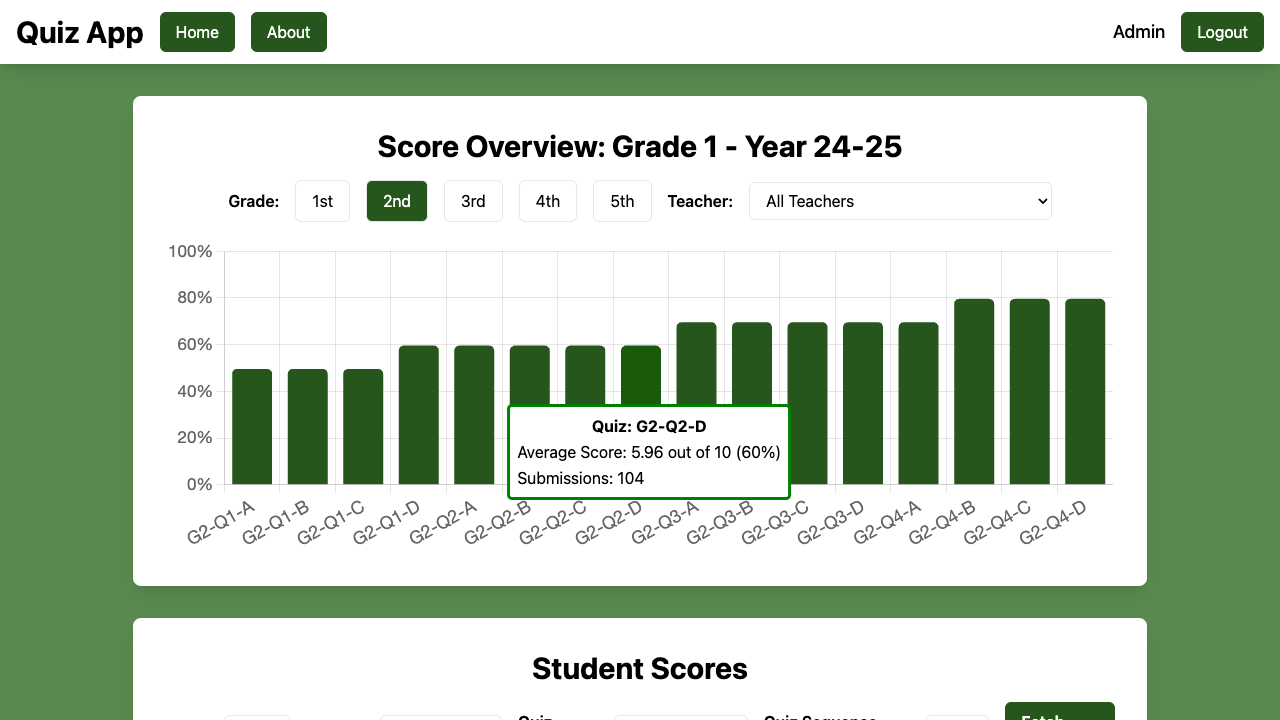 Quiz App Home About Admin Logout
Score Overview: Grade 1 - Year 24-25
Grade: 1st 2nd 3rd 4th 5th Teacher: All Teachers
100%
80%
60%
40%
20%
0%
Quiz: G2-Q2-D
Average Score: 5.96 out of 10 (60%)
Submissions: 104
G2-Q1-A G2-Q1-B G2-Q1-C G2-Q1-D G2-Q2-A G2-Q2-B G2-Q2-C G2-Q2-D G2-Q3-A G2-Q3-B G2-Q3-C G2-Q3-D G2-Q4-A G2-Q4-B G2-Q4-C G2-Q4-D
Student Scores
Quiz Quiz Sequence Fetch